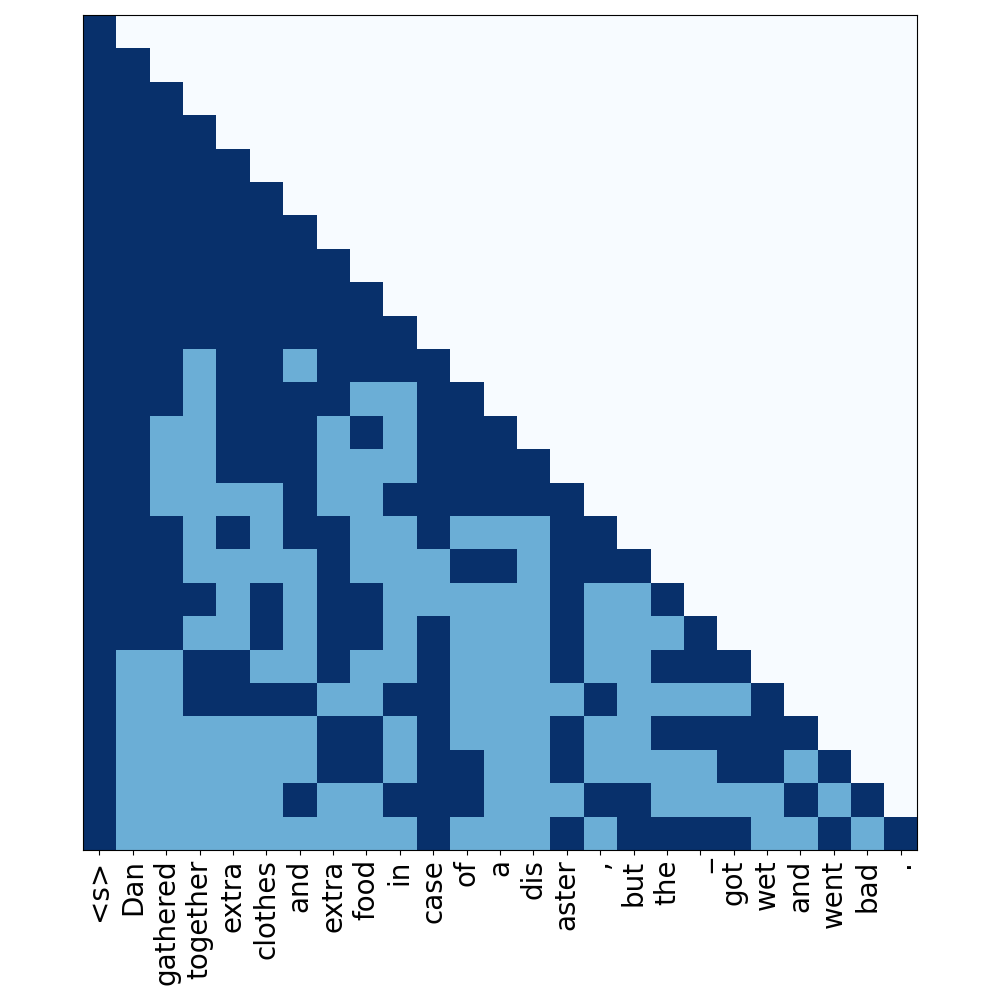 <s> Dan gathered together extra clothes and extra food in case of a dis aster , but the _ got wet and went bad .